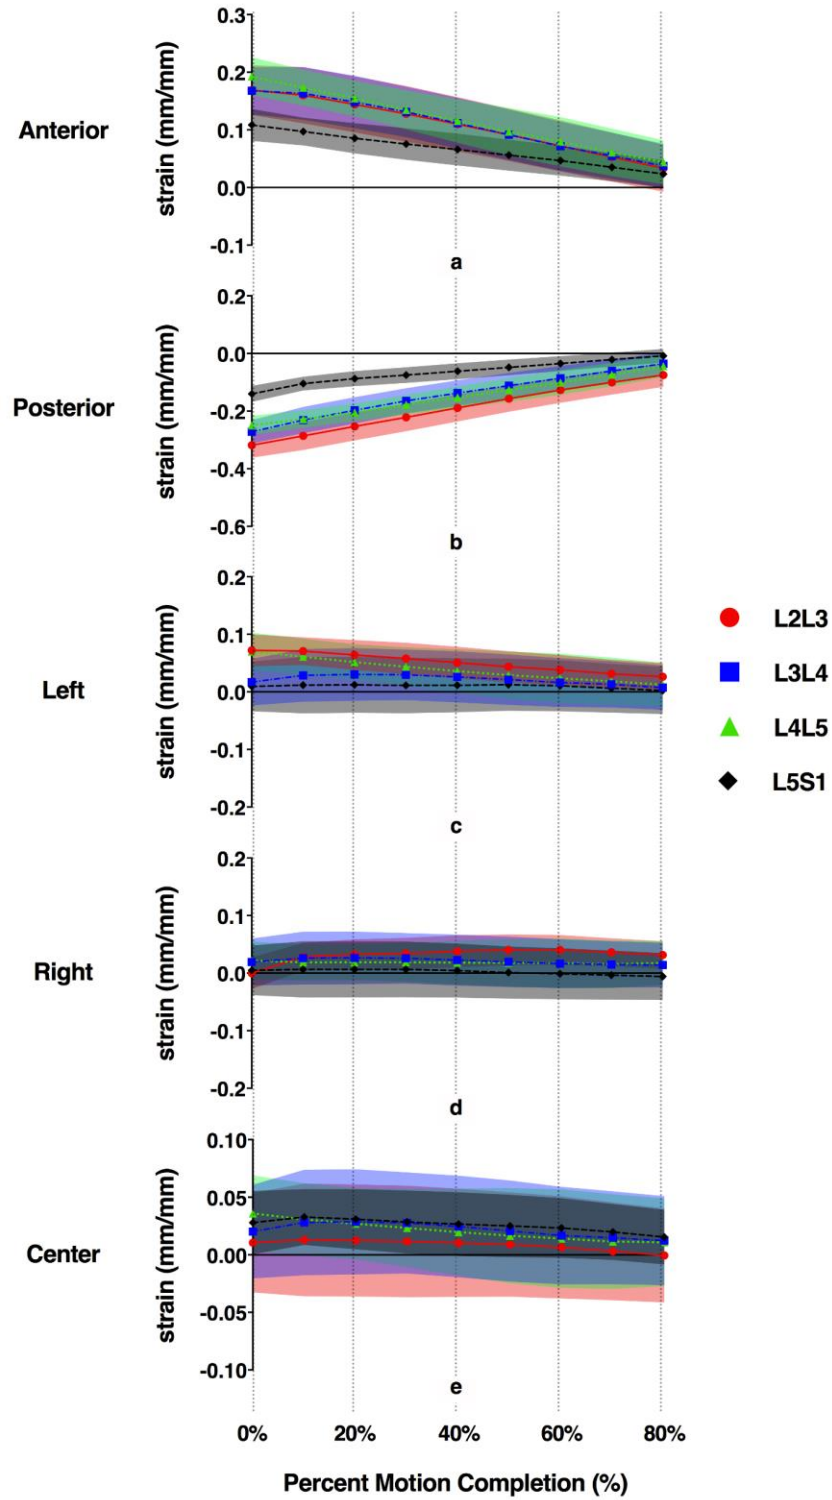 Anterior
strain (mm/mm)
0.3
0.2
0.1
0.0
-0.1
a
Posterior
strain (mm/mm)
0.2
0.0
-0.2
-0.4
-0.6
b
Left
strain (mm/mm)
0.2
0.1
0.0
-0.1
-0.2
c
L2L3
L3L4
L4L5
L5S1
Right
strain (mm/mm)
0.2
0.1
0.0
-0.1
-0.2
d
Center
strain (mm/mm)
0.10
0.05
0.00
-0.05
-0.10
e
0% 20% 40% 60% 80%
Percent Motion Completion (%)